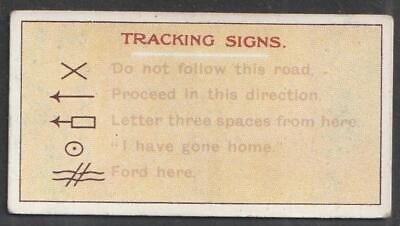 TRACKING SIGNS.
Do not follow this road.
Proceed in this direction.
Letter three spaces from here
"I have gone home."
Ford here.